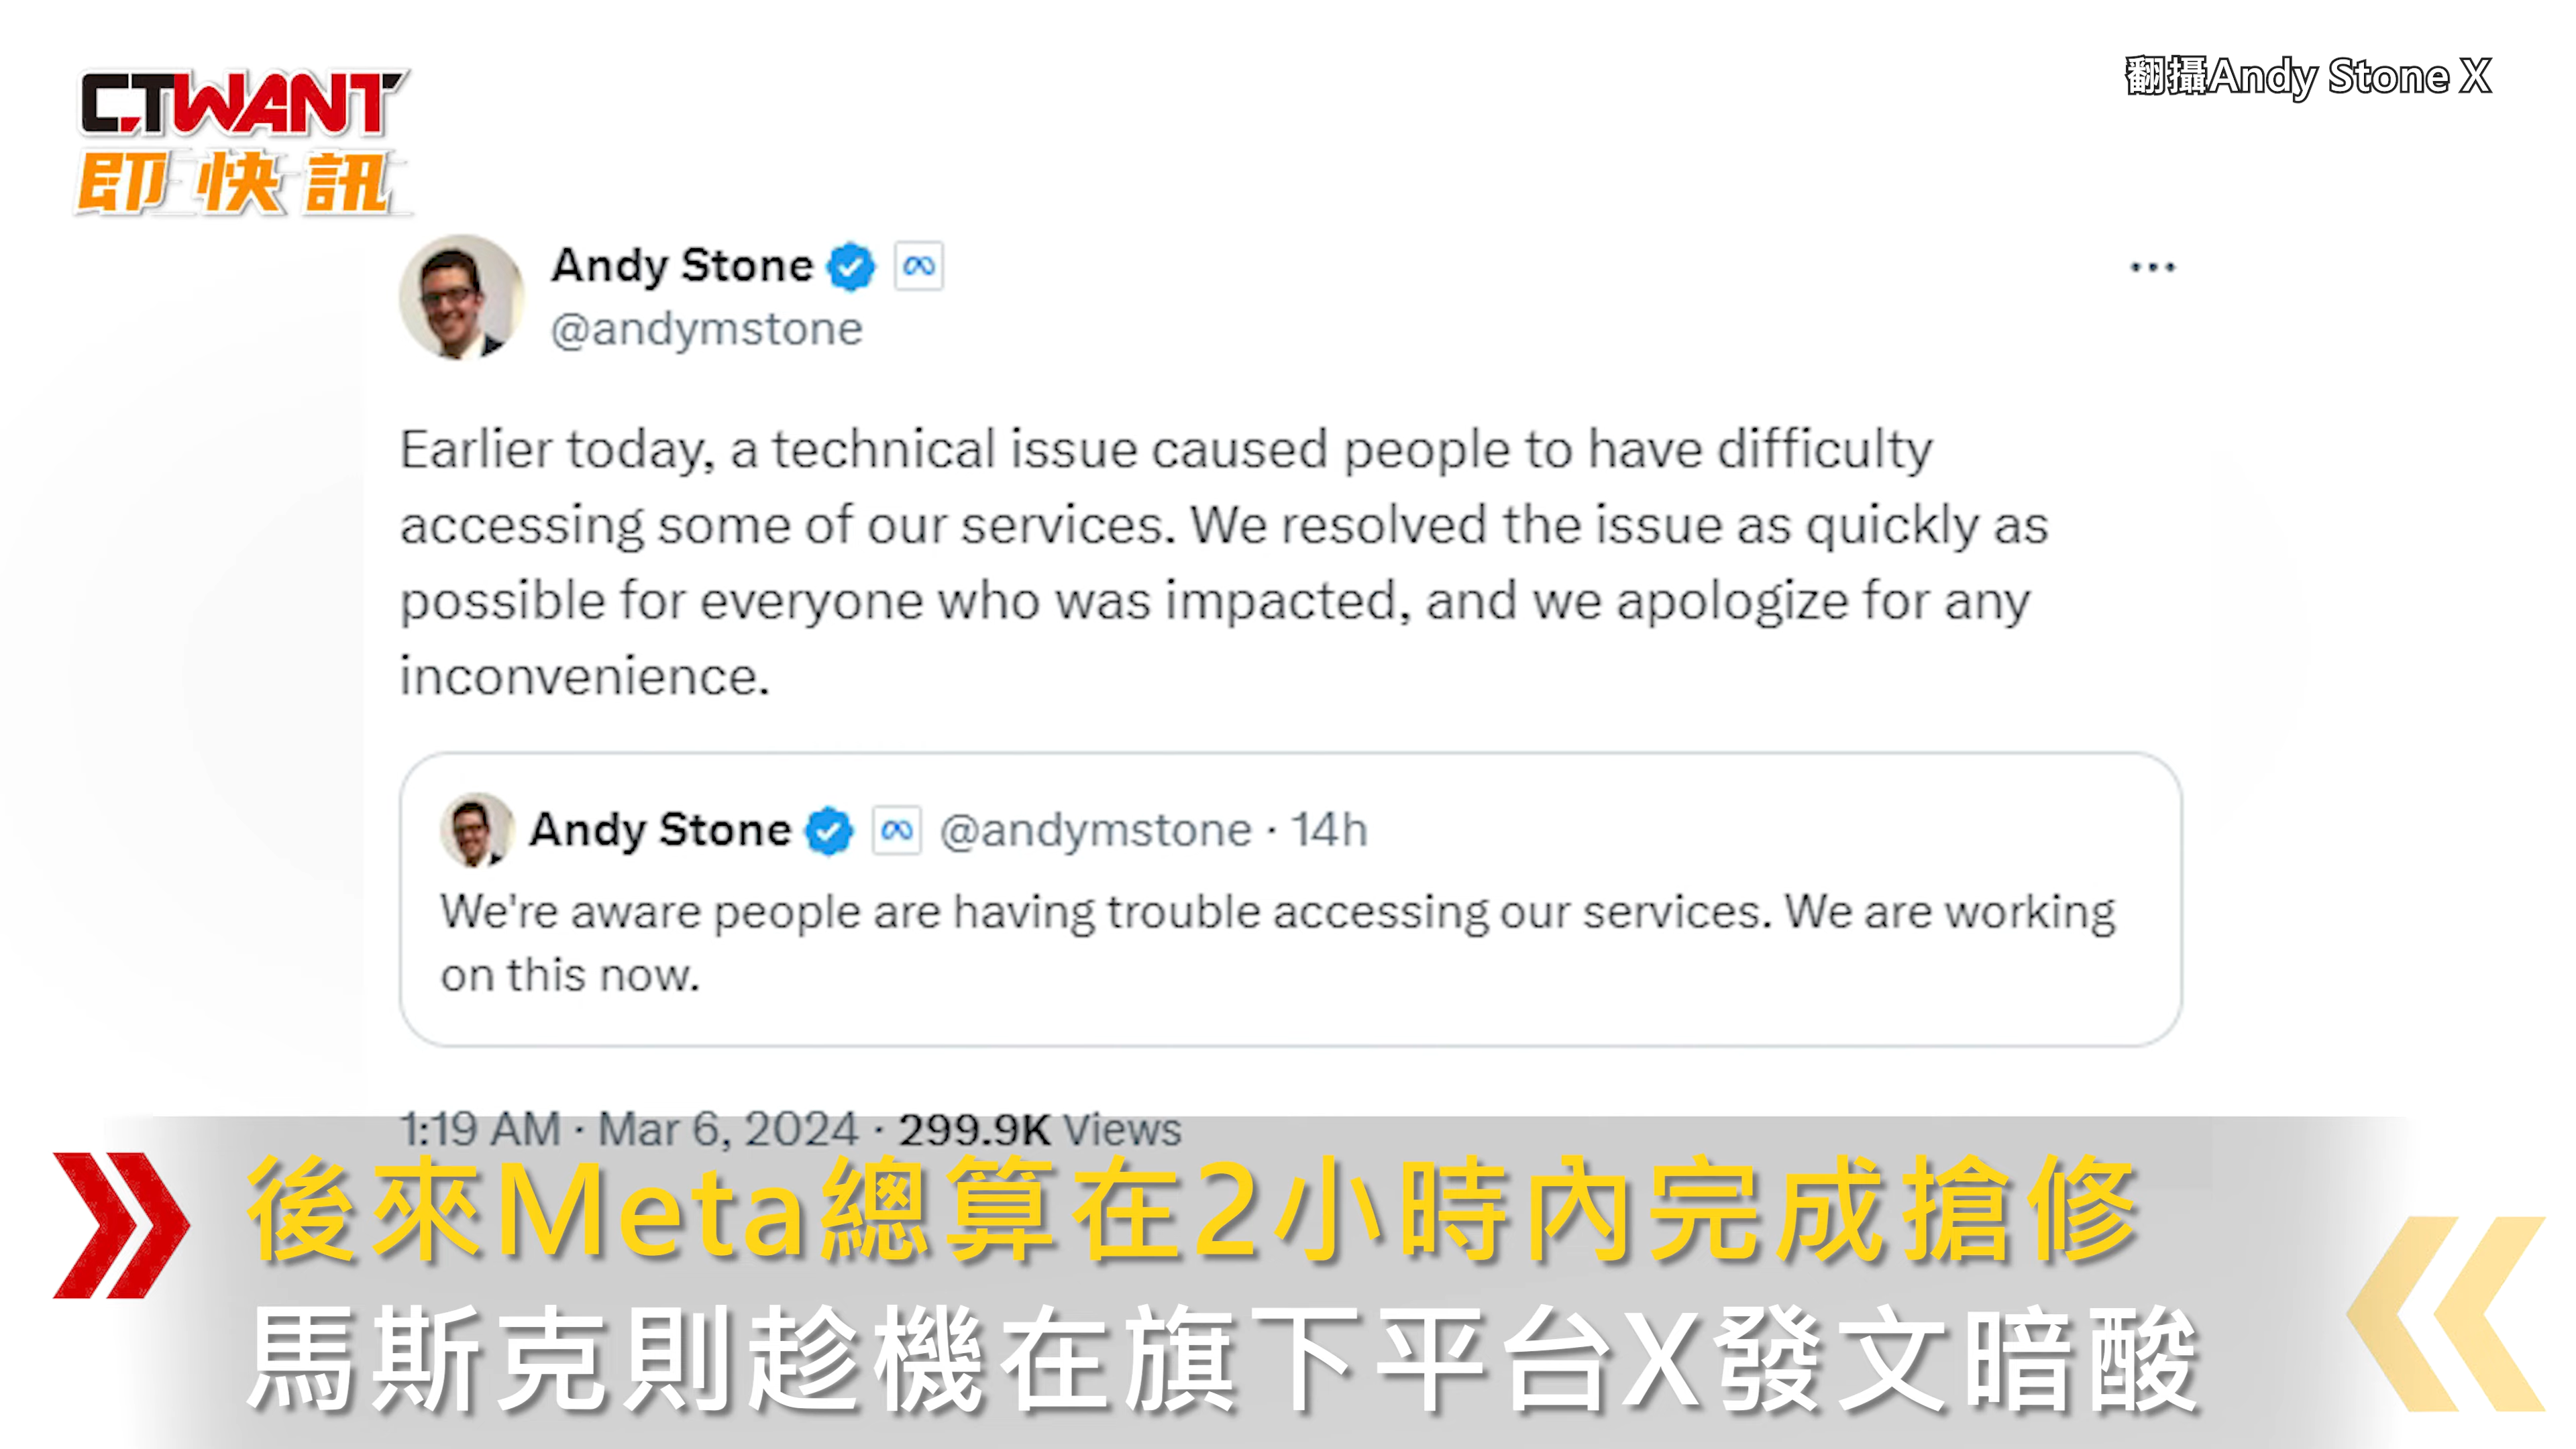 CTWANT
即快訊
翻攝Andy Stone X
Andy Stone
@andymstone
Earlier today, a technical issue caused people to have difficulty
accessing some of our services. We resolved the issue as quickly as
possible for everyone who was impacted, and we apologize for any
inconvenience.
Andy Stone @andymstone · 14h
We're aware people are having trouble accessing our services. We are working
on this now.
1:19 AM · Mar 6, 2024 · 299.9K Views
後來Meta總算在2小時內完成搶修
馬斯克則趁機在旗下平台X發文暗酸